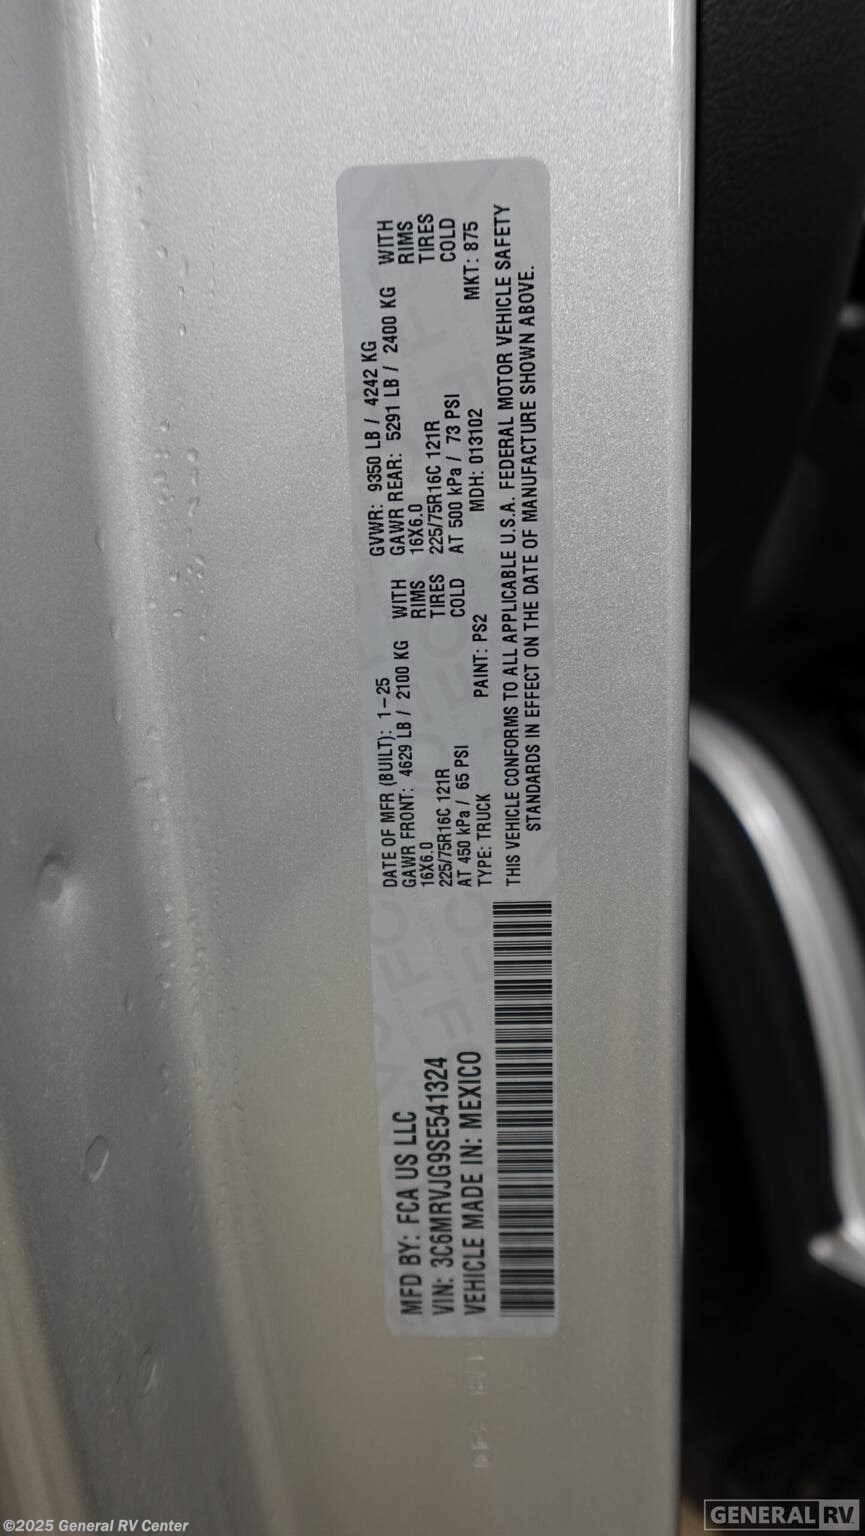 MFD BY: FCA US LLC
VIN: 3C6MRVJG9SE541324
VEHICLE MADE IN: MEXICO
DATE OF MFR (BUILT): 1-25
GVWR: 9350 LB / 4242 KG
GAWR FRONT: 4629 LB / 2100 KG WITH
16X6.0 RIMS
225/75R16C 121R TIRES
AT 450 kPa / 65 PSI COLD
GAWR REAR: 5291 LB / 2400 KG WITH
16X6.0 RIMS
225/75R16C 121R TIRES
AT 500 kPa / 73 PSI COLD
TYPE: TRUCK PAINT: PS2 MDH: 013102 MKT: 875
THIS VEHICLE CONFORMS TO ALL APPLICABLE U.S.A. FEDERAL MOTOR VEHICLE SAFETY
STANDARDS IN EFFECT ON THE DATE OF MANUFACTURE SHOWN ABOVE.
©2025 General RV Center
GENERAL RV